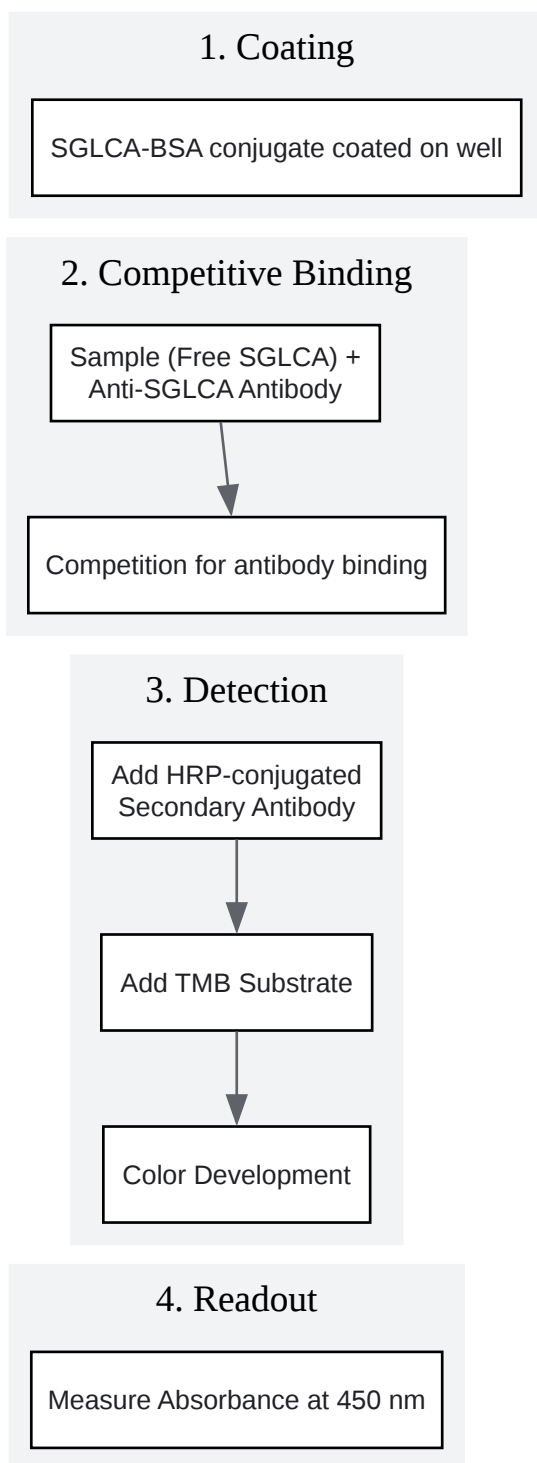 1. Coating
SGLCA-BSA conjugate coated on well
2. Competitive Binding
Sample (Free SGLCA) +
Anti-SGLCA Antibody
Competition for antibody binding
3. Detection
Add HRP-conjugated
Secondary Antibody
Add TMB Substrate
Color Development
4. Readout
Measure Absorbance at 450 nm